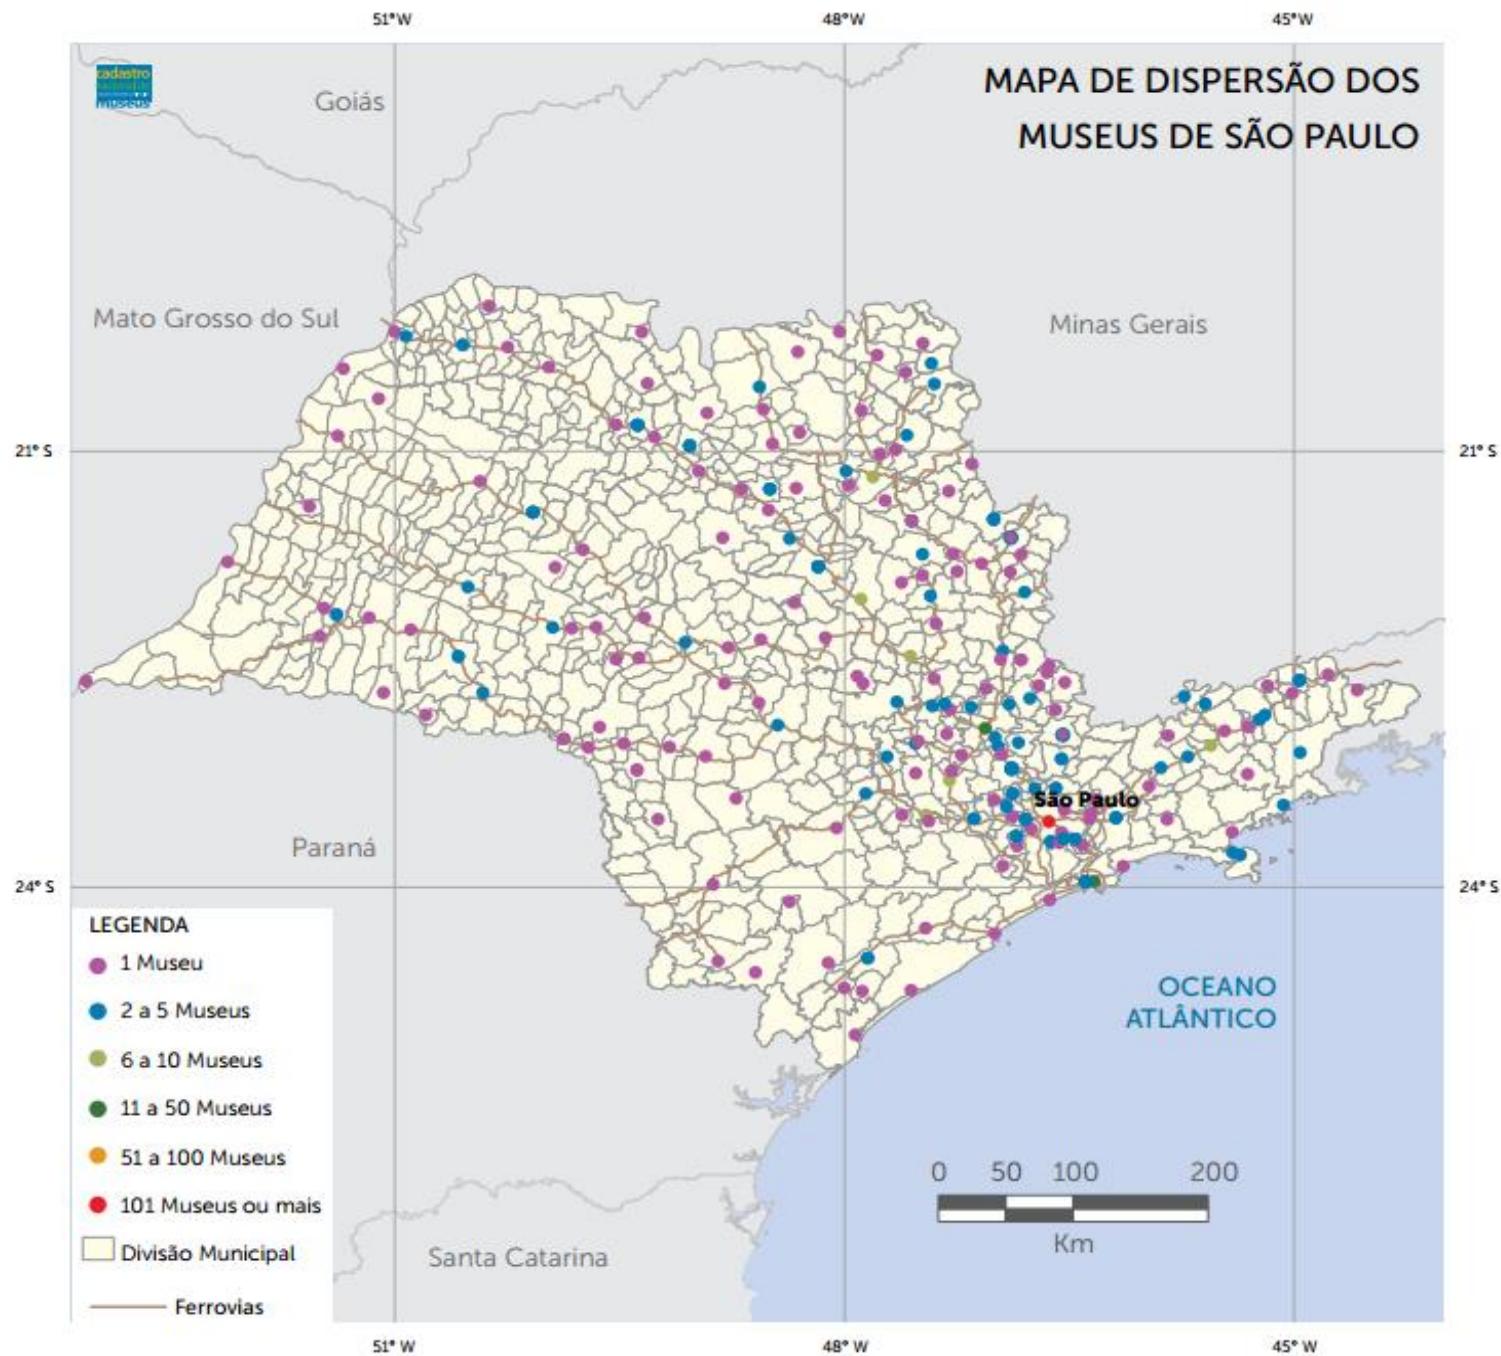 51°W
48°W
45°W
cadastro
museus
MAPA DE DISPERSÃO DOS
MUSEUS DE SÃO PAULO
Goiás
Mato Grosso do Sul
Minas Gerais
21° S
21° S
São Paulo
Paraná
24° S
24° S
LEGENDA
1 Museu
2 a 5 Museus
6 a 10 Museus
11 a 50 Museus
51 a 100 Museus
101 Museus ou mais
Divisão Municipal
Ferrovias
OCEANO
ATLÂNTICO
0 50 100 200
Km
Santa Catarina
51° W
48° W
45° W